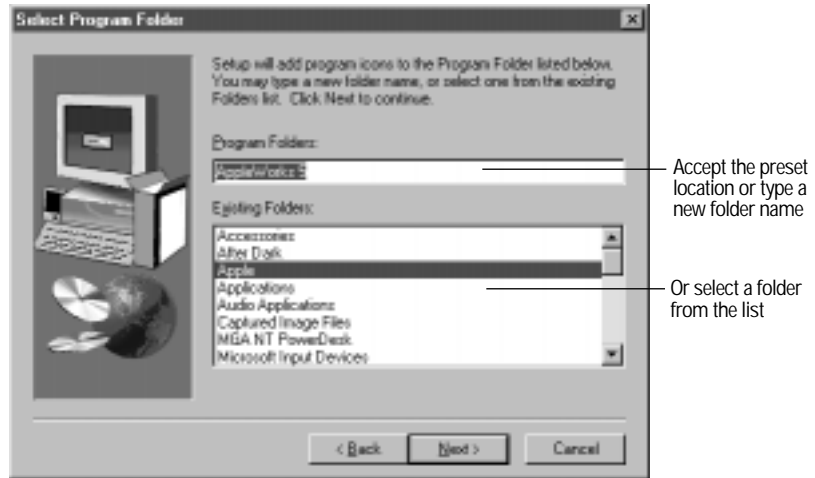 Select Program Folder
Setup will add program icons to the Program Folder listed below.
You may type a new folder name, or select one from the existing
Folders list. Click Next to continue.
Program Folders:
AppleWorks 5
Existing Folders:
Accessories
After Dark
Apple
Applications
Audio Applications
Captured Image Files
MGA NT PowerDesk
Microsoft Input Devices
< Back
Next >
Cancel
Accept the preset
location or type a
new folder name
Or select a folder
from the list